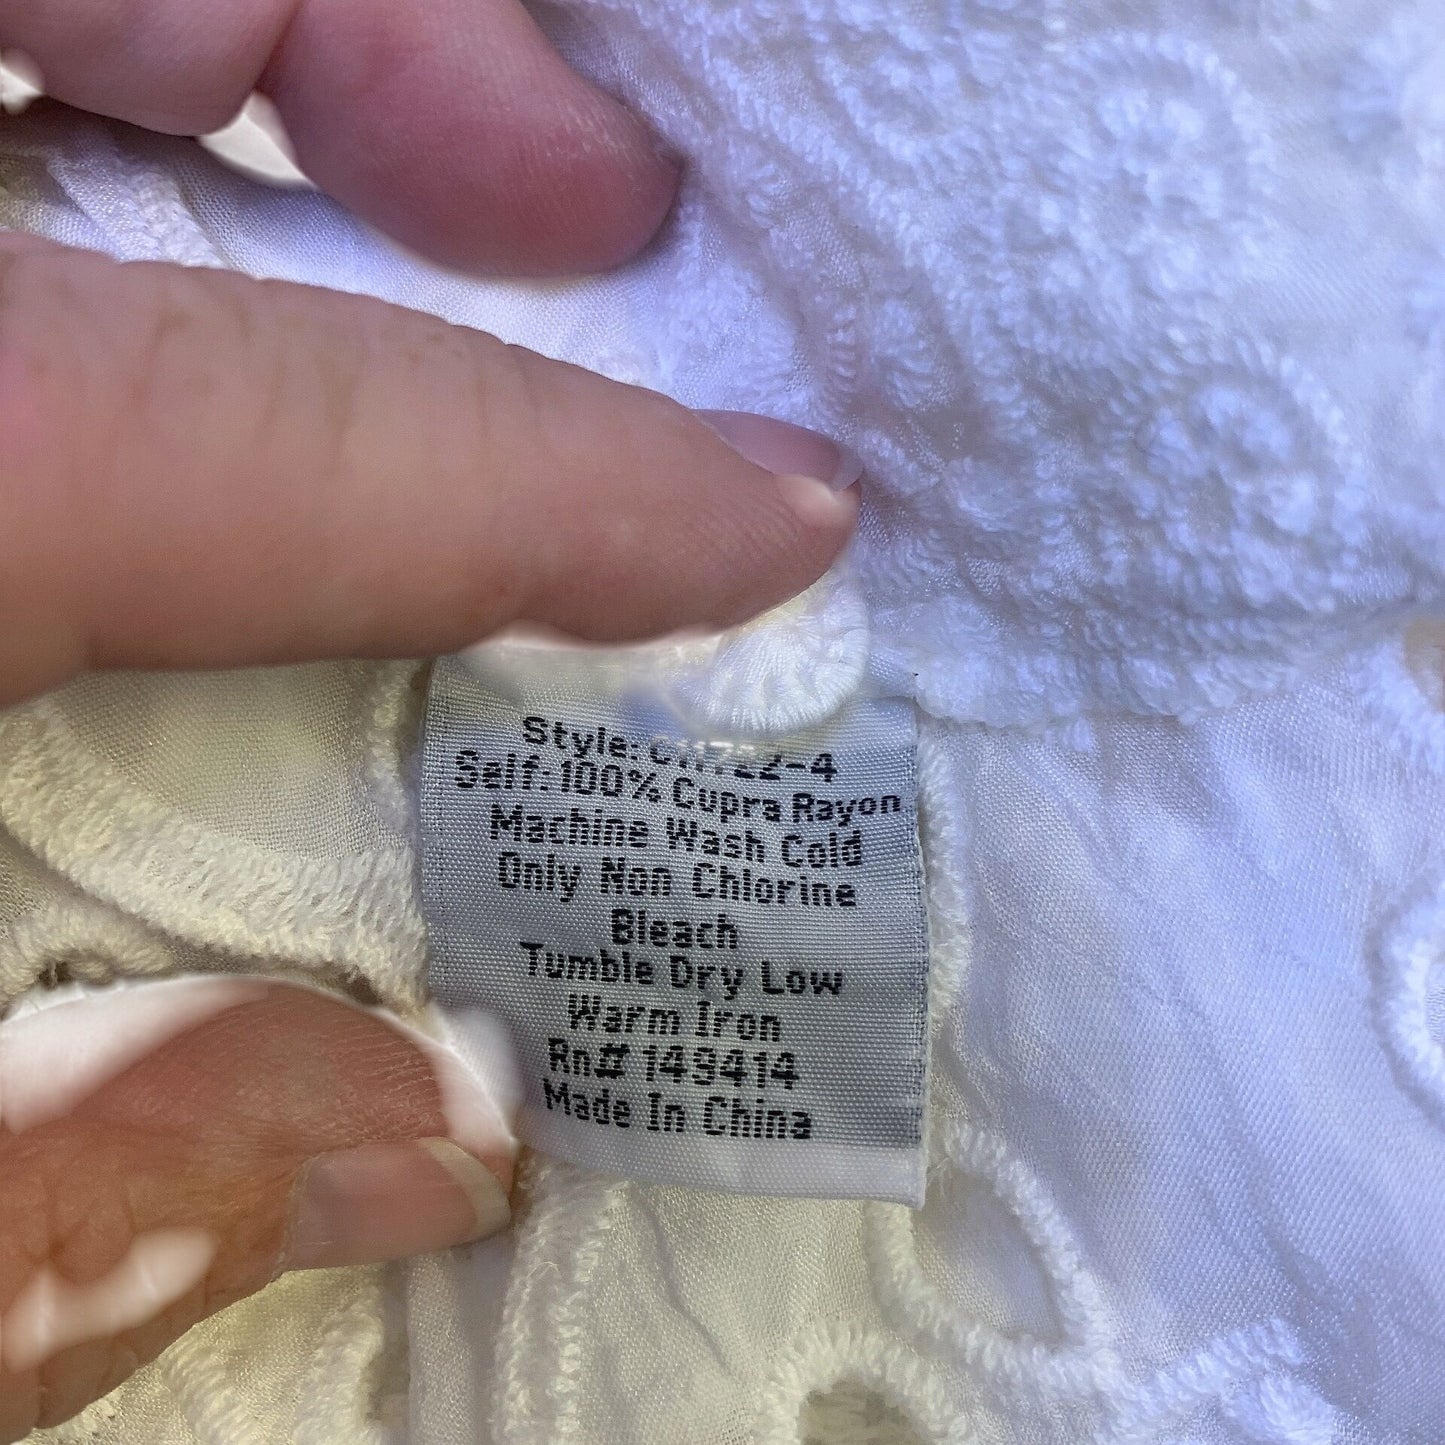 Style:
Self: 100% Cupra Rayon
Machine Wash Cold
Only Non Chlorine
Bleach
Tumble Dry Low
Warm Iron
Rn# 149414
Made In China